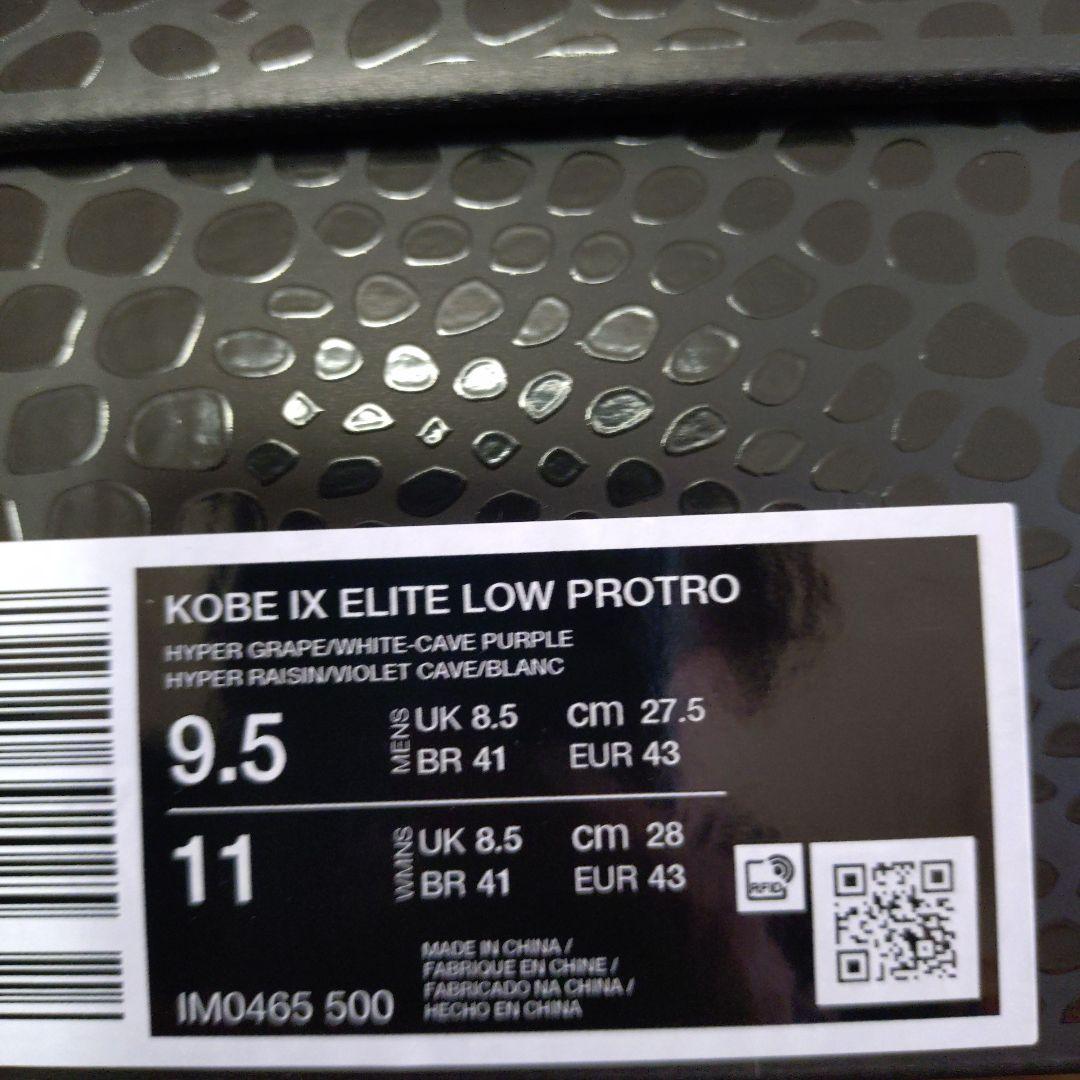 KOBE IX ELITE LOW PROTRO
HYPER GRAPE/WHITE-CAVE PURPLE
HYPER RAISIN/VIOLET CAVE/BLANC
9.5 MENS UK 8.5 cm 27.5
BR 41 EUR 43
11 WMNS UK 8.5 cm 28
BR 41 EUR 43
RFID
MADE IN CHINA /
FABRIQUE EN CHINE /
FABRICADO NA CHINA /
HECHO EN CHINA
IM0465 500